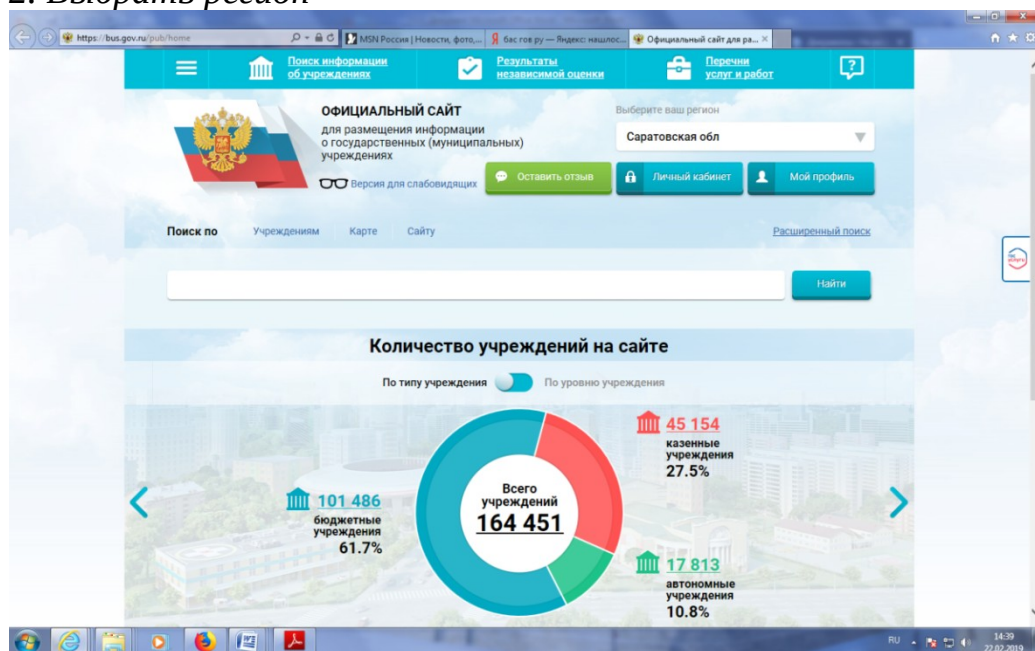 2. Выбрать регион
https://bus.gov.ru/pub/home
MSN Россия | Новости, фото,...
бас гов ру — Яндекс: нашлос...
Официальный сайт для ра...
Поиск информации
об учреждениях
Результаты
независимой оценки
Перечни
услуг и работ
ОФИЦИАЛЬНЫЙ САЙТ
для размещения информации
о государственных (муниципальных)
учреждениях
Версия для слабовидящих
Выберите ваш регион
Саратовская обл
Оставить отзыв
Личный кабинет
Мой профиль
Поиск по Учреждениям Карте Сайту Расширенный поиск
Найти
Количество учреждений на сайте
По типу учреждения По уровню учреждения
45 154
казенные
учреждения
27.5%
Всего
учреждений
164 451
101 486
бюджетные
учреждения
61.7%
17 813
автономные
учреждения
10.8%
RU
14:39
22.02.2019